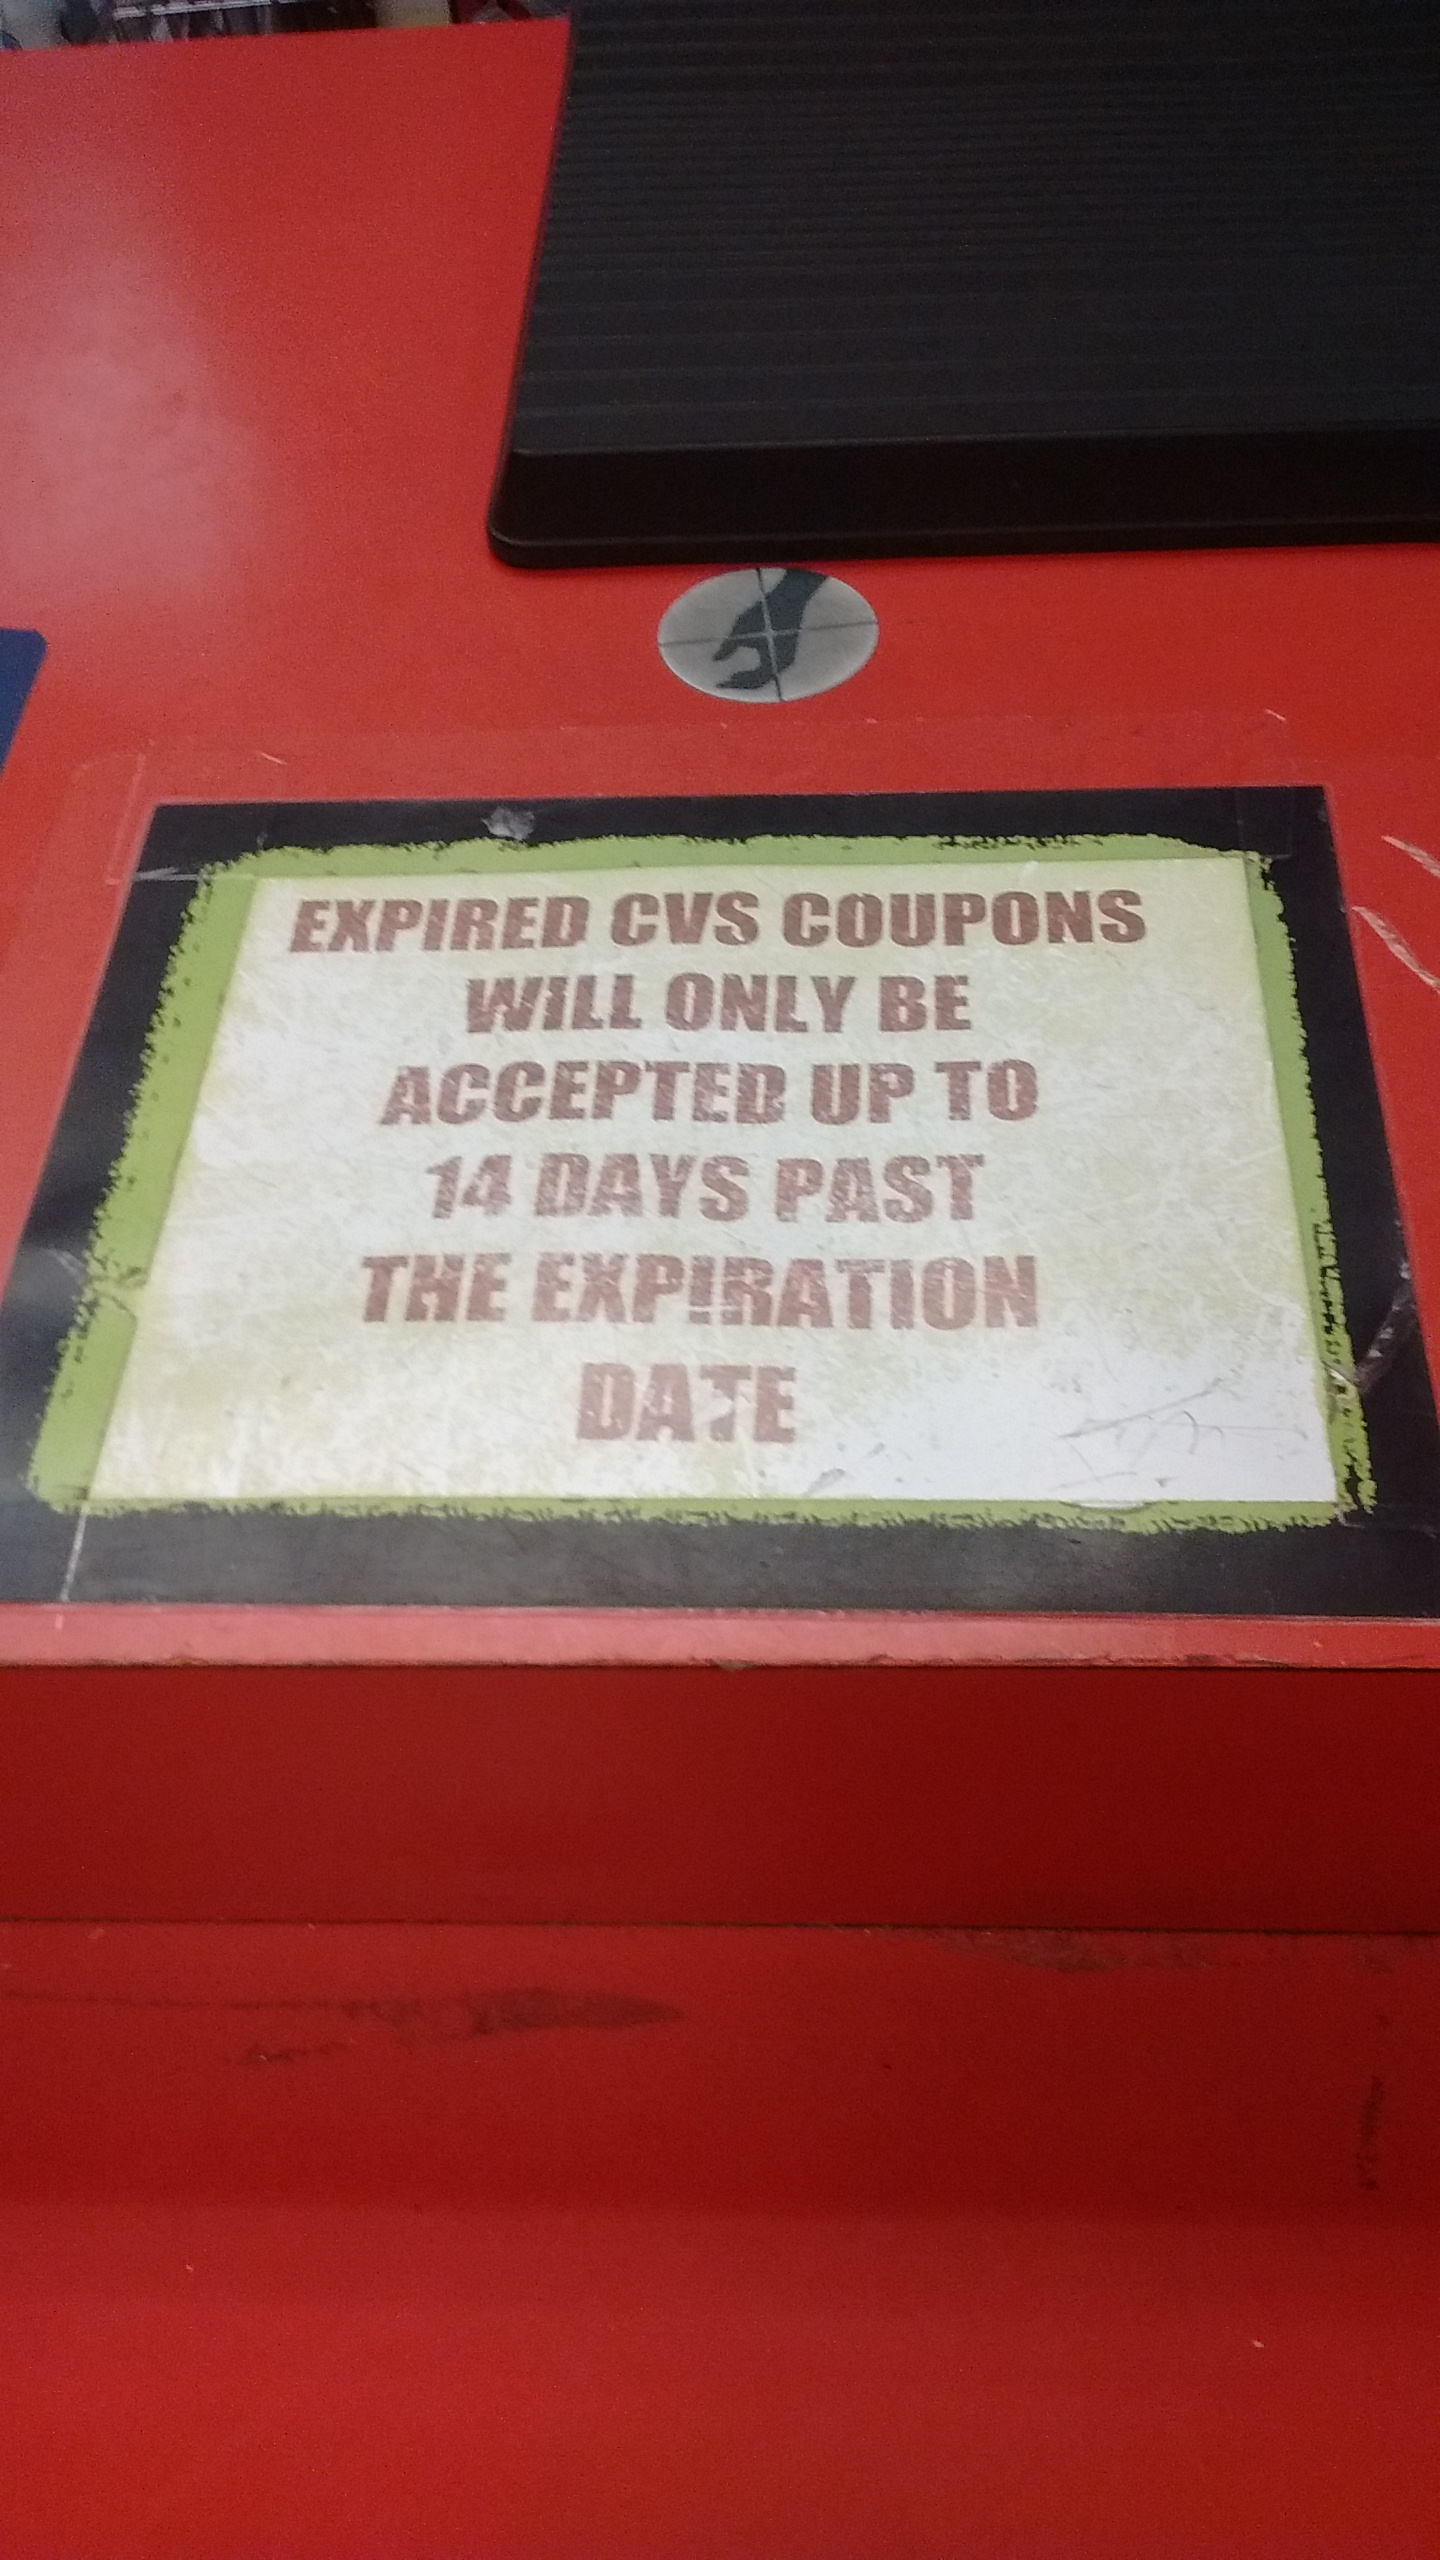 EXPIRED CVS COUPONS
WILL ONLY BE
ACCEPTED UP TO
14 DAYS PAST
THE EXPIRATION
DATE